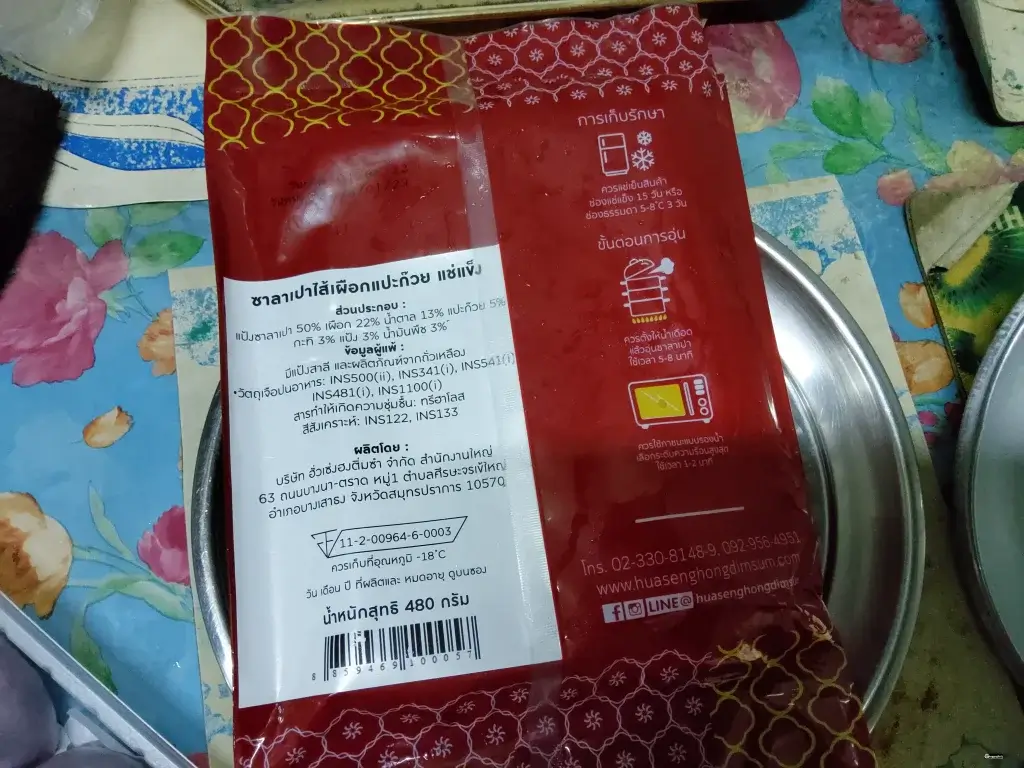 ซาลาเปาไส้เผือกแปะก๊วย แช่แข็ง
ส่วนประกอบ :
แป้งซาลาเปา 50% เผือก 22% น้ำตาล 13% แปะก๊วย 5%
กะทิ 3% แป้ง 3% น้ำมันพืช 3%
ข้อมูลผู้แพ้ :
มีแป้งสาลี และผลิตภัณฑ์จากถั่วเหลือง
•วัตถุเจือปนอาหาร: INS500(ii), INS341(i), INS541(i)
INS481(i), INS1100(i)
สารทำให้เกิดความชุ่มชื้น: ทรีฮาโลส
สีสังเคราะห์: INS122, INS133
ผลิตโดย :
บริษัท ฮั่วเซ่งฮงติ่มซำ จำกัด สำนักงานใหญ่
63 ถนนบางนา-ตราด หมู่1 ตำบลศีรษะจรเข้ใหญ่
อำเภอบางเสาธง จังหวัดสมุทรปราการ 10570
11-2-00964-6-0003
ควรเก็บที่อุณหภูมิ -18°C
วัน เดือน ปี ที่ผลิตและ หมดอายุ ดูบนซอง
น้ำหนักสุทธิ 480 กรัม
8 859469 100057
การเก็บรักษา
ควรแช่เย็นสินค้า
ช่องแช่แข็ง 15 วัน หรือ
ช่องธรรมดา 5-8°C 3 วัน
ขั้นตอนการอุ่น
ควรตั้งให้น้ำเดือด
แล้วอุ่นซาลาเปา
ใช้เวลา 5-8 นาที
ควรใช้ภาชนะแบบรองน้ำ
เลือกระดับความร้อนสูงสุด
ใช้เวลา 1-2 นาที
โทร. 02-330-8148-9, 092-956-4951
www.huasenghongdimsum.com
f LINE@ huasenghongdimsum